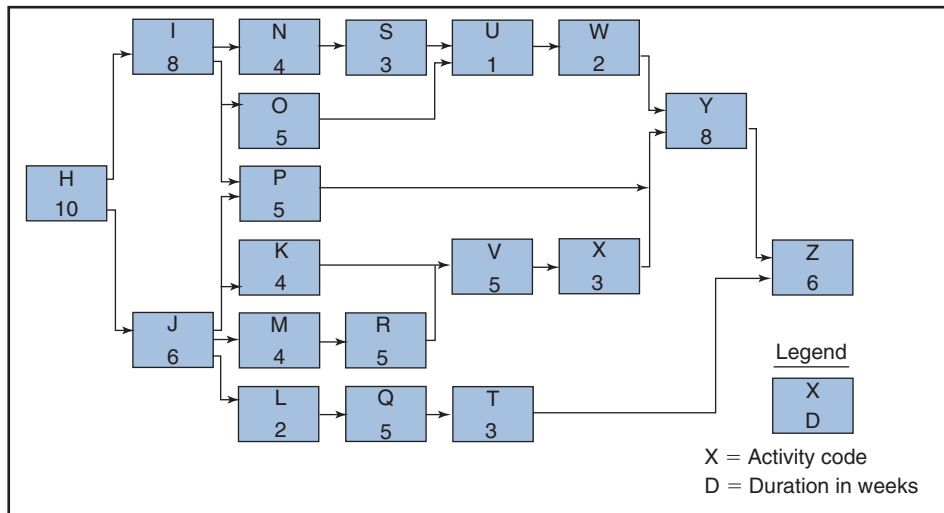 I
8
N
4
S
3
U
1
W
2
O
5
Y
8
H
10
P
5
K
4
V
5
X
3
Z
6
J
6
M
4
R
5
L
2
Q
5
T
3
Legend
X
D
X = Activity code
D = Duration in weeks